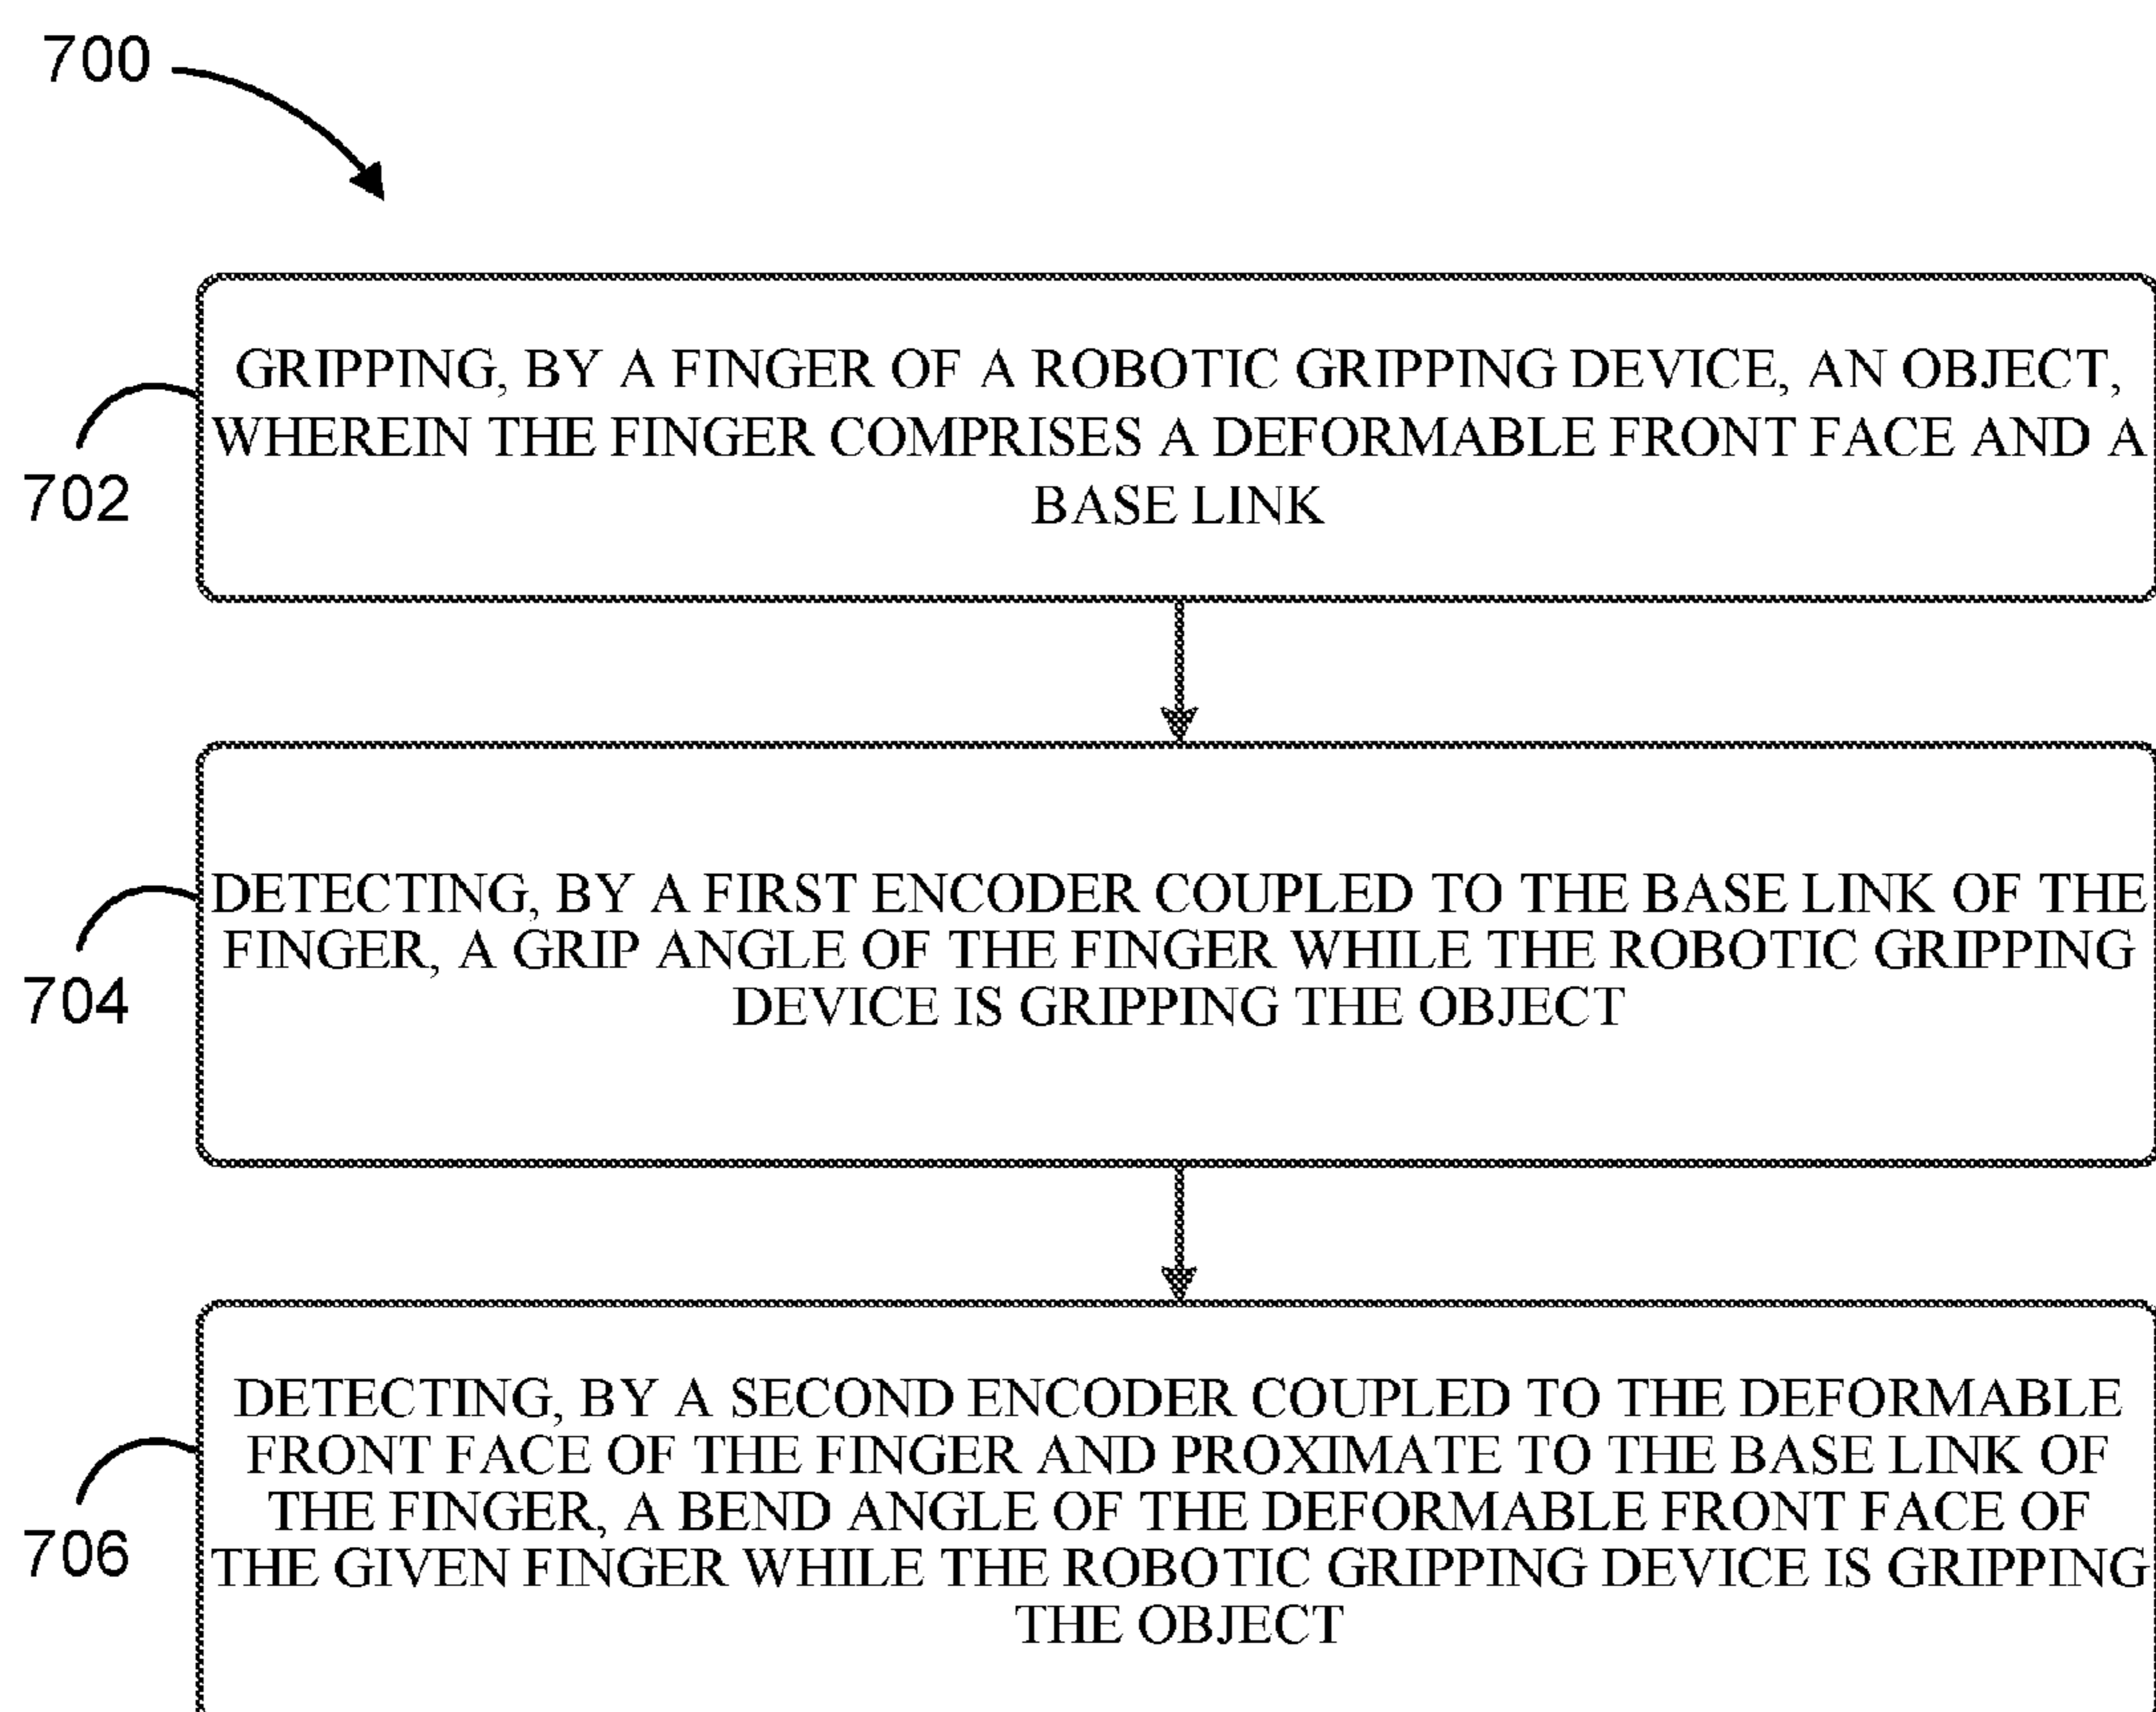 700
GRIPPING, BY A FINGER OF A ROBOTIC GRIPPING DEVICE, AN OBJECT,
WHEREIN THE FINGER COMPRISES A DEFORMABLE FRONT FACE AND A
BASE LINK
702
DETECTING, BY A FIRST ENCODER COUPLED TO THE BASE LINK OF THE
FINGER, A GRIP ANGLE OF THE FINGER WHILE THE ROBOTIC GRIPPING
DEVICE IS GRIPPING THE OBJECT
704
DETECTING, BY A SECOND ENCODER COUPLED TO THE DEFORMABLE
FRONT FACE OF THE FINGER AND PROXIMATE TO THE BASE LINK OF
THE FINGER, A BEND ANGLE OF THE DEFORMABLE FRONT FACE OF
THE GIVEN FINGER WHILE THE ROBOTIC GRIPPING DEVICE IS GRIPPING
THE OBJECT
706